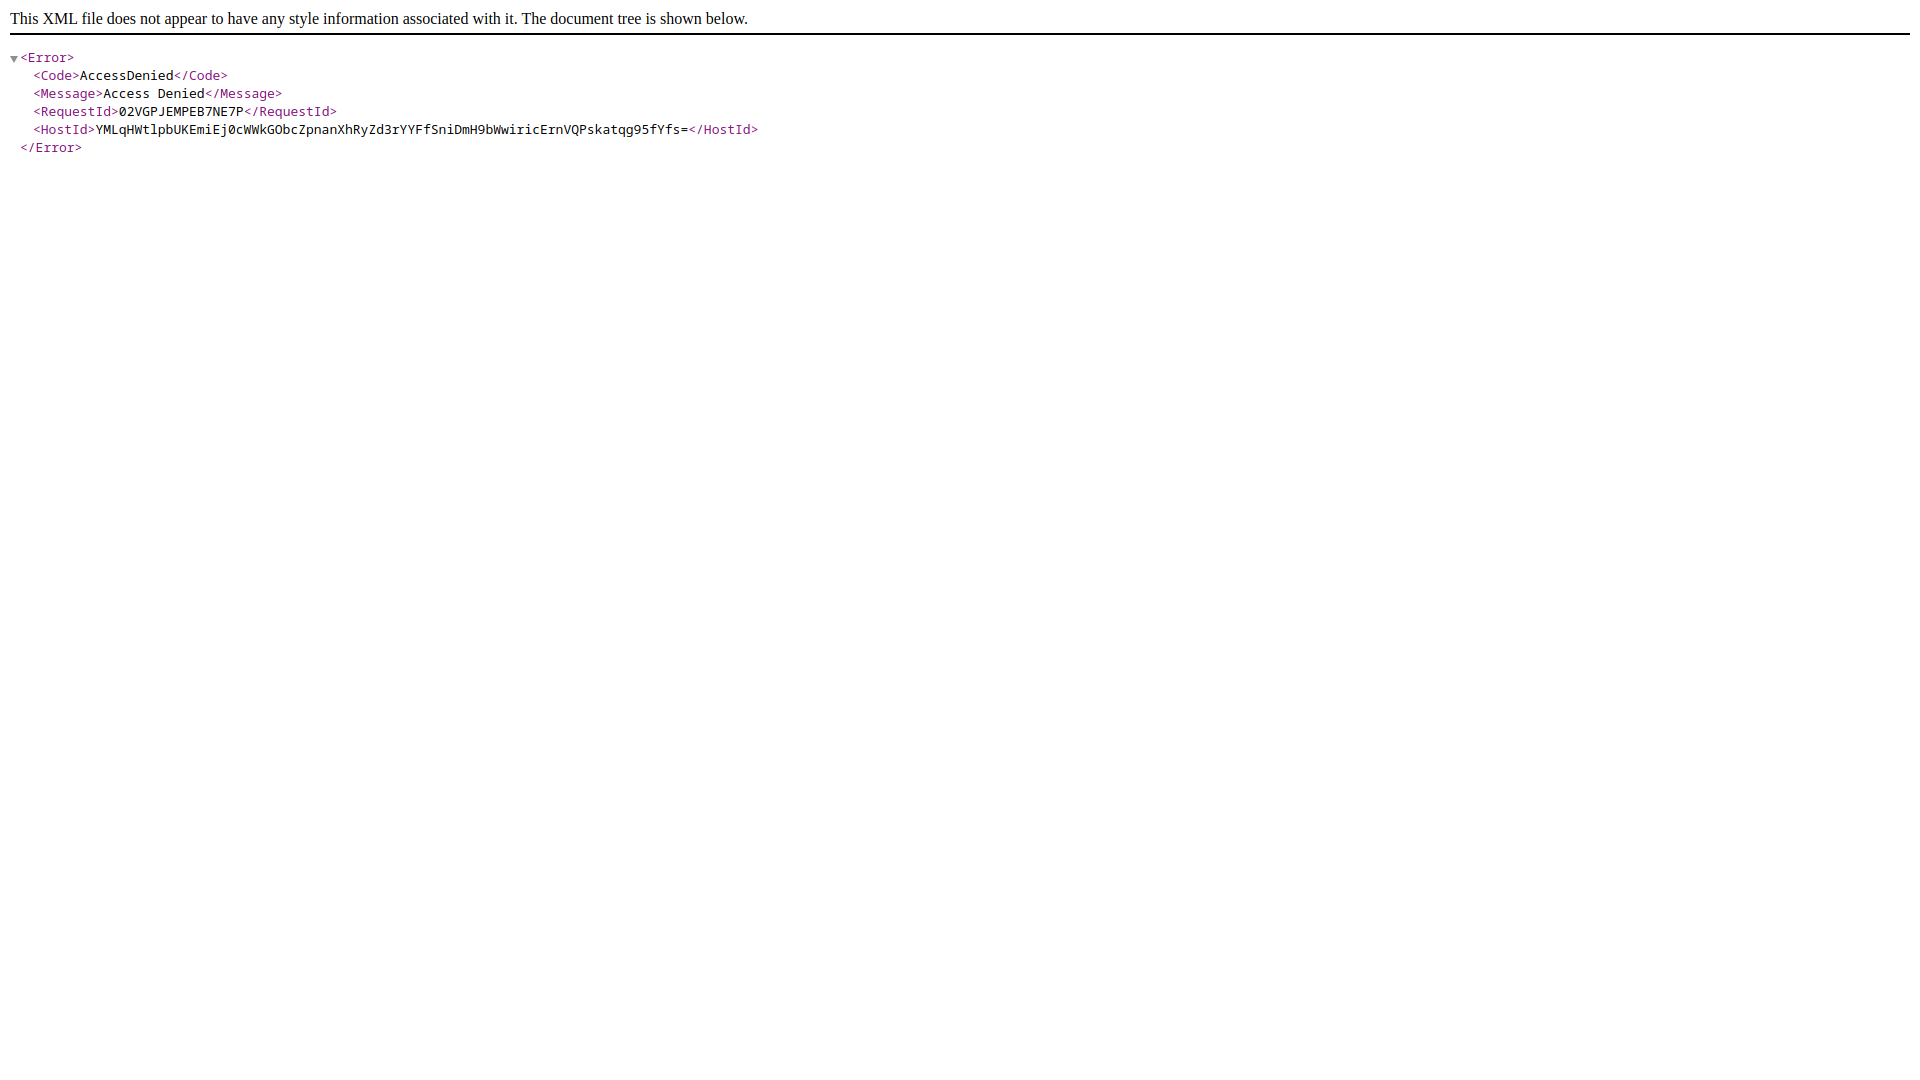 This XML file does not appear to have any style information associated with it. The document tree is shown below.
<Error>
<Code>AccessDenied</Code>
<Message>Access Denied</Message>
<RequestId>02VGPJEMPEB7NE7P</RequestId>
<HostId>YMLqHWtlpbUKEmiEj0cWWkGObcZpnanXhRyZd3rYYFfSniDmH9bWwiricErnVQPskatqg95fYfs=</HostId>
</Error>